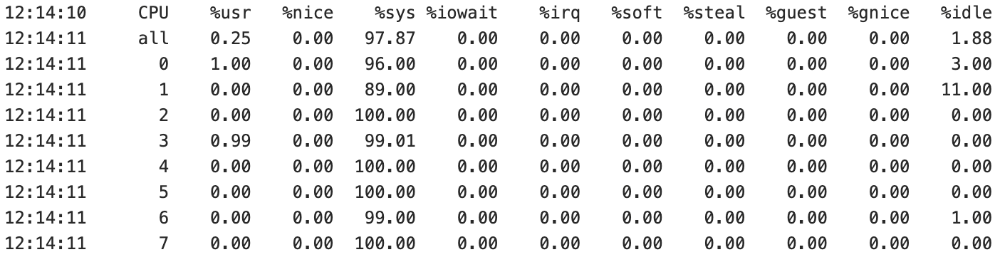 12:14:10 CPU %usr %nice %sys %iowait %irq %soft %steal %guest %gnice %idle
12:14:11 all 0.25 0.00 97.87 0.00 0.00 0.00 0.00 0.00 0.00 1.88
12:14:11 0 1.00 0.00 96.00 0.00 0.00 0.00 0.00 0.00 0.00 3.00
12:14:11 1 0.00 0.00 89.00 0.00 0.00 0.00 0.00 0.00 0.00 11.00
12:14:11 2 0.00 0.00 100.00 0.00 0.00 0.00 0.00 0.00 0.00 0.00
12:14:11 3 0.99 0.00 99.01 0.00 0.00 0.00 0.00 0.00 0.00 0.00
12:14:11 4 0.00 0.00 100.00 0.00 0.00 0.00 0.00 0.00 0.00 0.00
12:14:11 5 0.00 0.00 100.00 0.00 0.00 0.00 0.00 0.00 0.00 0.00
12:14:11 6 0.00 0.00 99.00 0.00 0.00 0.00 0.00 0.00 0.00 1.00
12:14:11 7 0.00 0.00 100.00 0.00 0.00 0.00 0.00 0.00 0.00 0.00